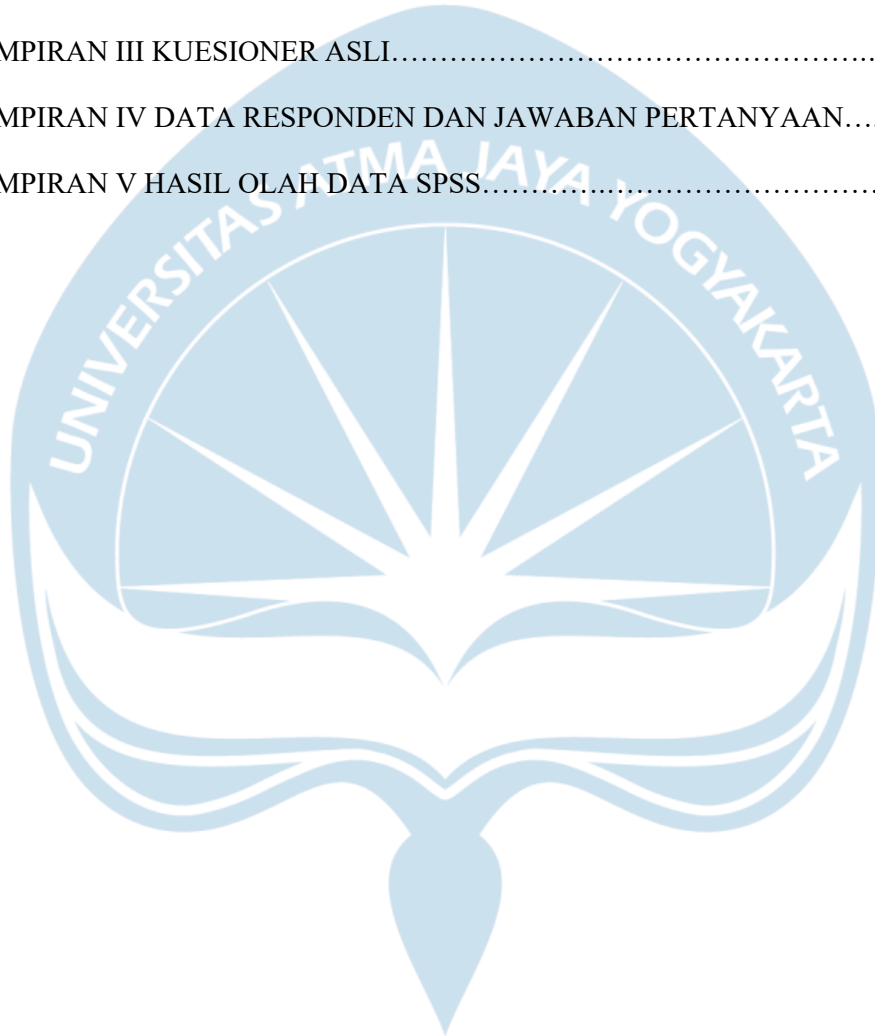 MPIRAN III KUESIONER ASLI……………………………………………..
MPIRAN IV DATA RESPONDEN DAN JAWABAN PERTANYAAN….
MPIRAN V HASIL OLAH DATA SPSS………….………………………
UNIVERSITAS ATMA JAYA YOGYAKARTA